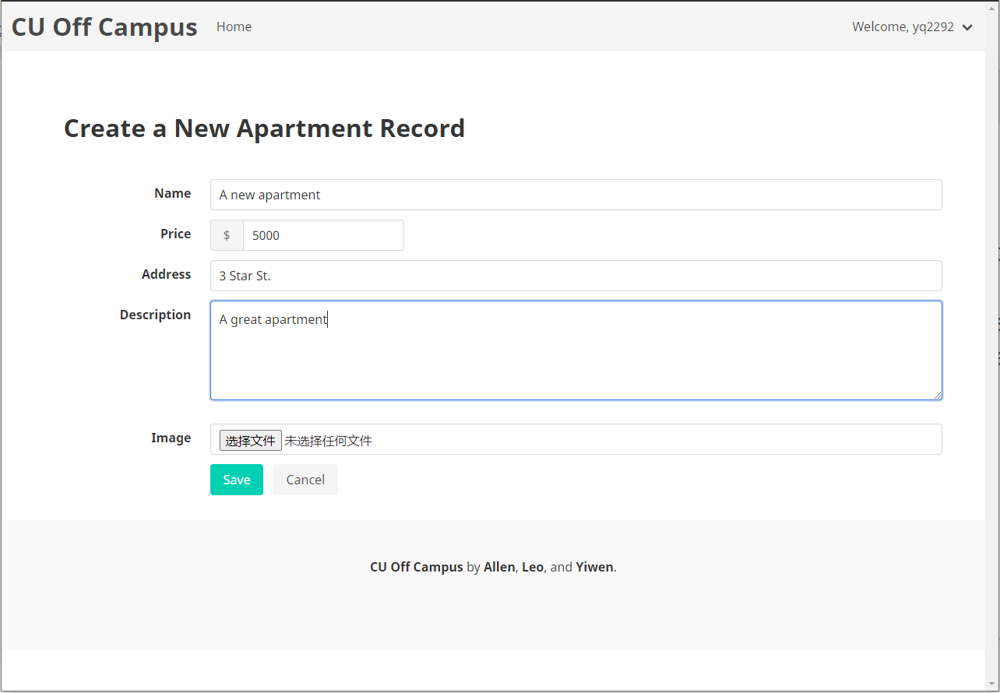 CU Off Campus Home Welcome, yq2292
Create a New Apartment Record
Name A new apartment
Price $ 5000
Address 3 Star St.
Description A great apartment
Image 选择文件 未选择任何文件
Save Cancel
CU Off Campus by Allen, Leo, and Yiwen.